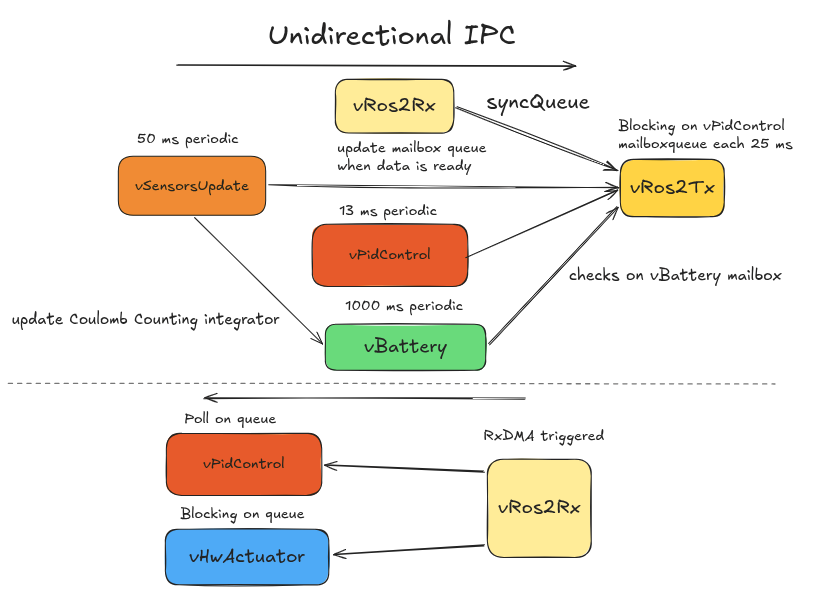 Unidirectional IPC
vRos2Rx
syncQueue
Blocking on vPidControl
mailboxqueue each 25 ms
50 ms periodic
update mailbox queue
when data is ready
vSensorsUpdate
vRos2Tx
13 ms periodic
vPidControl
checks on vBattery mailbox
1000 ms periodic
update Coulomb Counting integrator
vBattery
Poll on queue
RxDMA triggered
vPidControl
vRos2Rx
Blocking on queue
vHwActuator